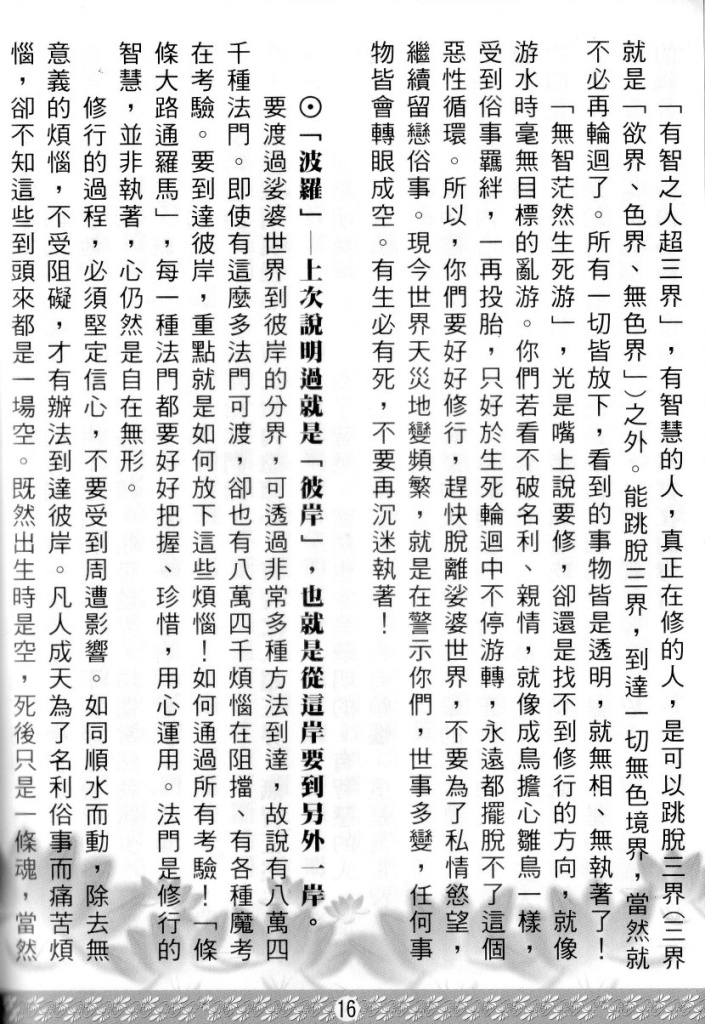 「有智之人超三界」，有智慧的人，真正在修的人，是可以跳脫三界（三界
就是「欲界、色界、無色界」）之外。能跳脫三界，到達一切無色境界，當然就
不必再輪迴了。所有一切皆放下，看到的事物皆是透明，就無相、無執著了！
「無智茫然生死游」，光是嘴上說要修，卻還是找不到修行的方向，就像
游水時毫無目標的亂游。你們若看不破名利、親情，就像成鳥擔心雛鳥一樣，
受到俗事羈絆，一再投胎，只好於生死輪迴中不停游轉，永遠都擺脫不了這個
惡性循環。所以，你們要好好修行，趕快脫離娑婆世界，不要為了私情慾望，
繼續留戀俗事。現今世界天災地變頻繁，就是在警示你們，世事多變，任何事
物皆會轉眼成空。有生必有死，不要再沉迷執著！
⊙「波羅」—上次說明過就是「彼岸」，也就是從這岸要到另外一岸。
要渡過娑婆世界到彼岸的分界，可透過非常多種方法到達，故說有八萬四
千種法門。即使有這麼多法門可渡，卻也有八萬四千煩惱在阻擋，有各種魔考
在考驗。要到達彼岸，重點就是如何放下這些煩惱！如何通過所有考驗！「條
條大路通羅馬」，每一種法門都要好好把握、珍惜，用心運用。法門是修行的
智慧，並非執著，心仍然是自在無形。
修行的過程，必須堅定信心，不要受到周遭影響。如同順水而動，除去無
意義的煩惱，不受阻礙，才有辦法到達彼岸。凡人成天為了名利俗事而痛苦煩
惱，卻不知這些到頭來都是一場空。既然出生時是空，死後只是一條魂，當然
16